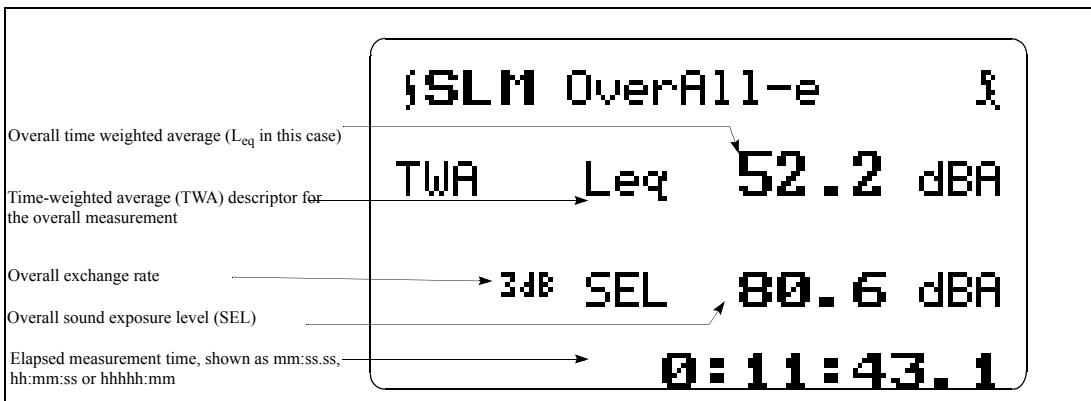 SLM OverAll-e
Overall time weighted average (Leq in this case)
TWA Leq 52.2 dBA
Time-weighted average (TWA) descriptor for
the overall measurement
Overall exchange rate
3dB SEL 80.6 dBA
Overall sound exposure level (SEL)
Elapsed measurement time, shown as mm:ss.ss,
hh:mm:ss or hhhhh:mm
0:11:43.1